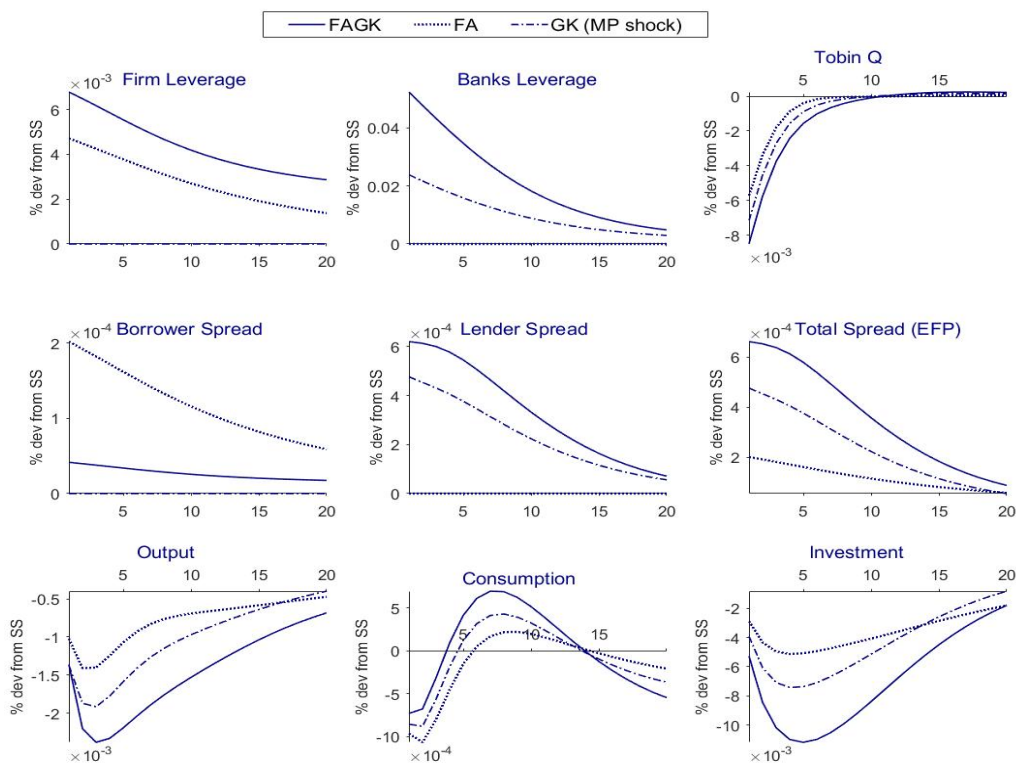 FAGK FA GK (MP shock)
Tobin Q
×10⁻³ Firm Leverage
Banks Leverage
5 10 15
% dev from SS
6
4
2
0
5 10 15 20
% dev from SS
0.04
0.02
0
5 10 15 20
% dev from SS
0
-2
-4
-6
-8
×10⁻³
×10⁻⁴ Borrower Spread
×10⁻⁴ Lender Spread
×10⁻⁴ Total Spread (EFP)
% dev from SS
2
1
0
5 10 15 20
% dev from SS
6
4
2
0
5 10 15 20
% dev from SS
6
4
2
5 10 15 20
Output
5 10 15 20
% dev from SS
-0.5
-1
-1.5
-2
×10⁻³
Consumption
% dev from SS
5
0
-5
-10
5 10 15
×10⁻⁴
Investment
5 10 15 20
% dev from SS
-2
-4
-6
-8
-10
×10⁻³